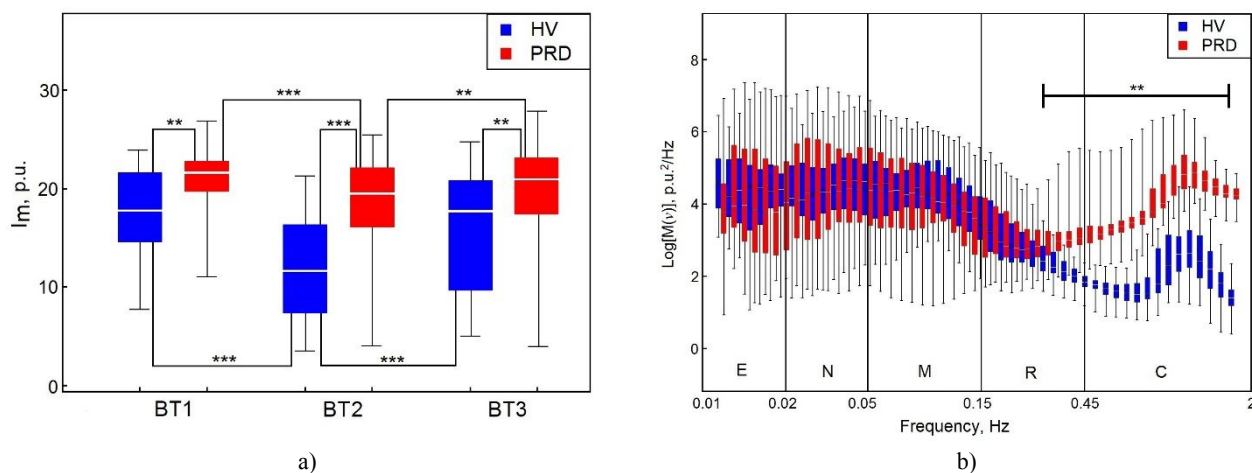 HV
PRD
Im, p.u.
30
20
10
0
**
***
***
***
***
**
**
BT1
BT2
BT3
a)
HV
PRD
Log[M(ν)], p.u.²/Hz
8
6
4
2
0
**
E
N
M
R
C
0.01
0.02
0.05
0.15
0.45
2
Frequency, Hz
b)